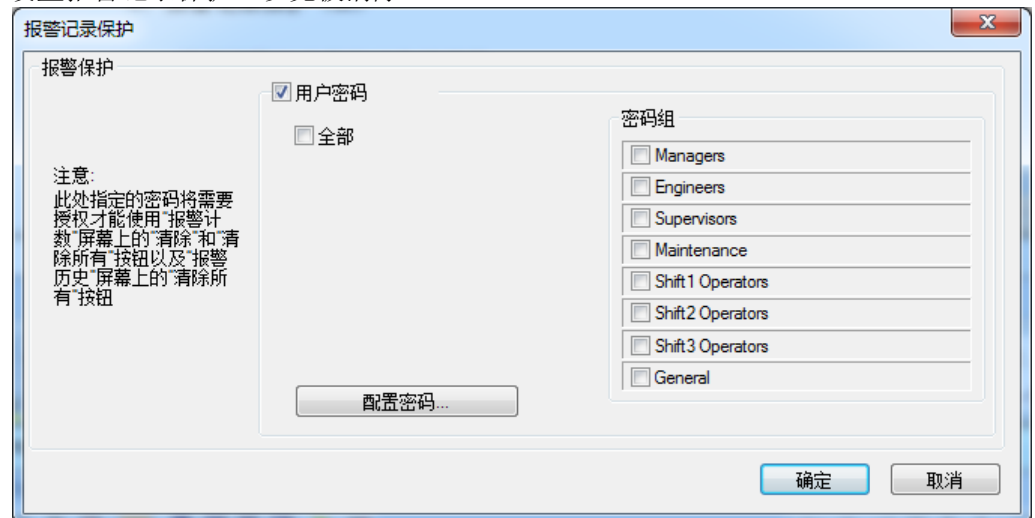 报警记录保护
报警保护
用户密码
全部
注意:
此处指定的密码将需要
授权才能使用"报警计
数"屏幕上的"清除"和"清
除所有"按钮以及"报警
历史"屏幕上的"清除所
有"按钮
配置密码...
密码组
Managers
Engineers
Supervisors
Maintenance
Shift1 Operators
Shift2 Operators
Shift3 Operators
General
确定
取消